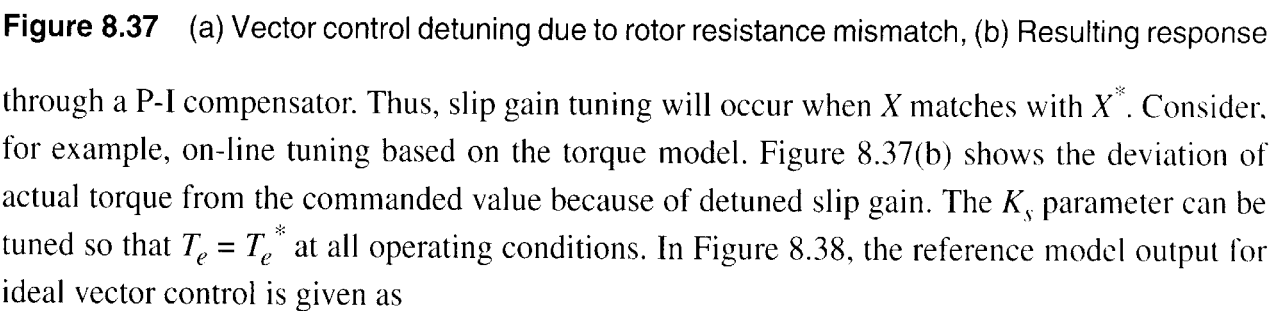 Figure 8.37 (a) Vector control detuning due to rotor resistance mismatch, (b) Resulting response
through a P-I compensator. Thus, slip gain tuning will occur when X matches with X*. Consider.
for example, on-line tuning based on the torque model. Figure 8.37(b) shows the deviation of
actual torque from the commanded value because of detuned slip gain. The Ks parameter can be
tuned so that Te = Te* at all operating conditions. In Figure 8.38, the reference model output for
ideal vector control is given as